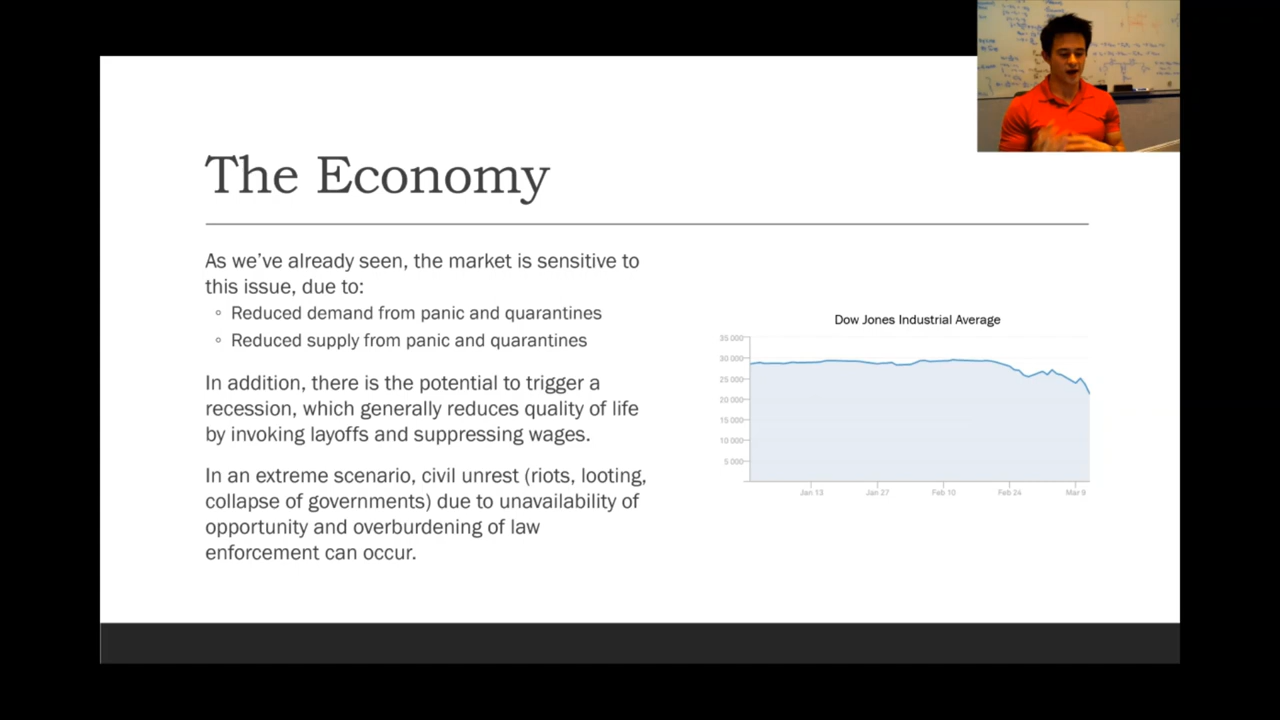 The Economy
As we've already seen, the market is sensitive to
this issue, due to:
◦ Reduced demand from panic and quarantines
◦ Reduced supply from panic and quarantines
In addition, there is the potential to trigger a
recession, which generally reduces quality of life
by invoking layoffs and suppressing wages.
In an extreme scenario, civil unrest (riots, looting,
collapse of governments) due to unavailability of
opportunity and overburdening of law
enforcement can occur.
Dow Jones Industrial Average
35 000
30 000
25 000
20 000
15 000
10 000
5 000
Jan 13 Jan 27 Feb 10 Feb 24 Mar 9